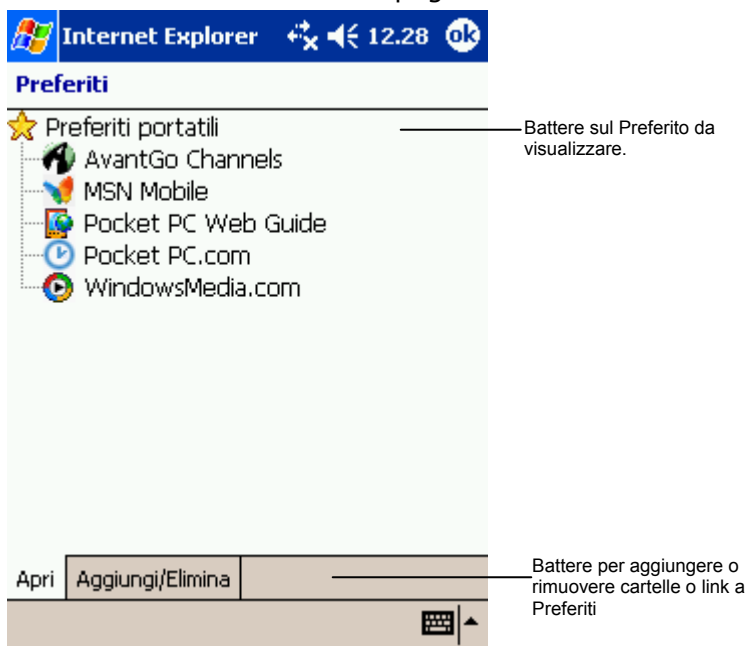 Internet Explorer 12.28 ok
Preferiti
Preferiti portatili
AvantGo Channels
MSN Mobile
Pocket PC Web Guide
Pocket PC.com
WindowsMedia.com
Battere sul Preferito da
visualizzare.
Apri Aggiungi/Elimina
Battere per aggiungere o
rimuovere cartelle o link a
Preferiti